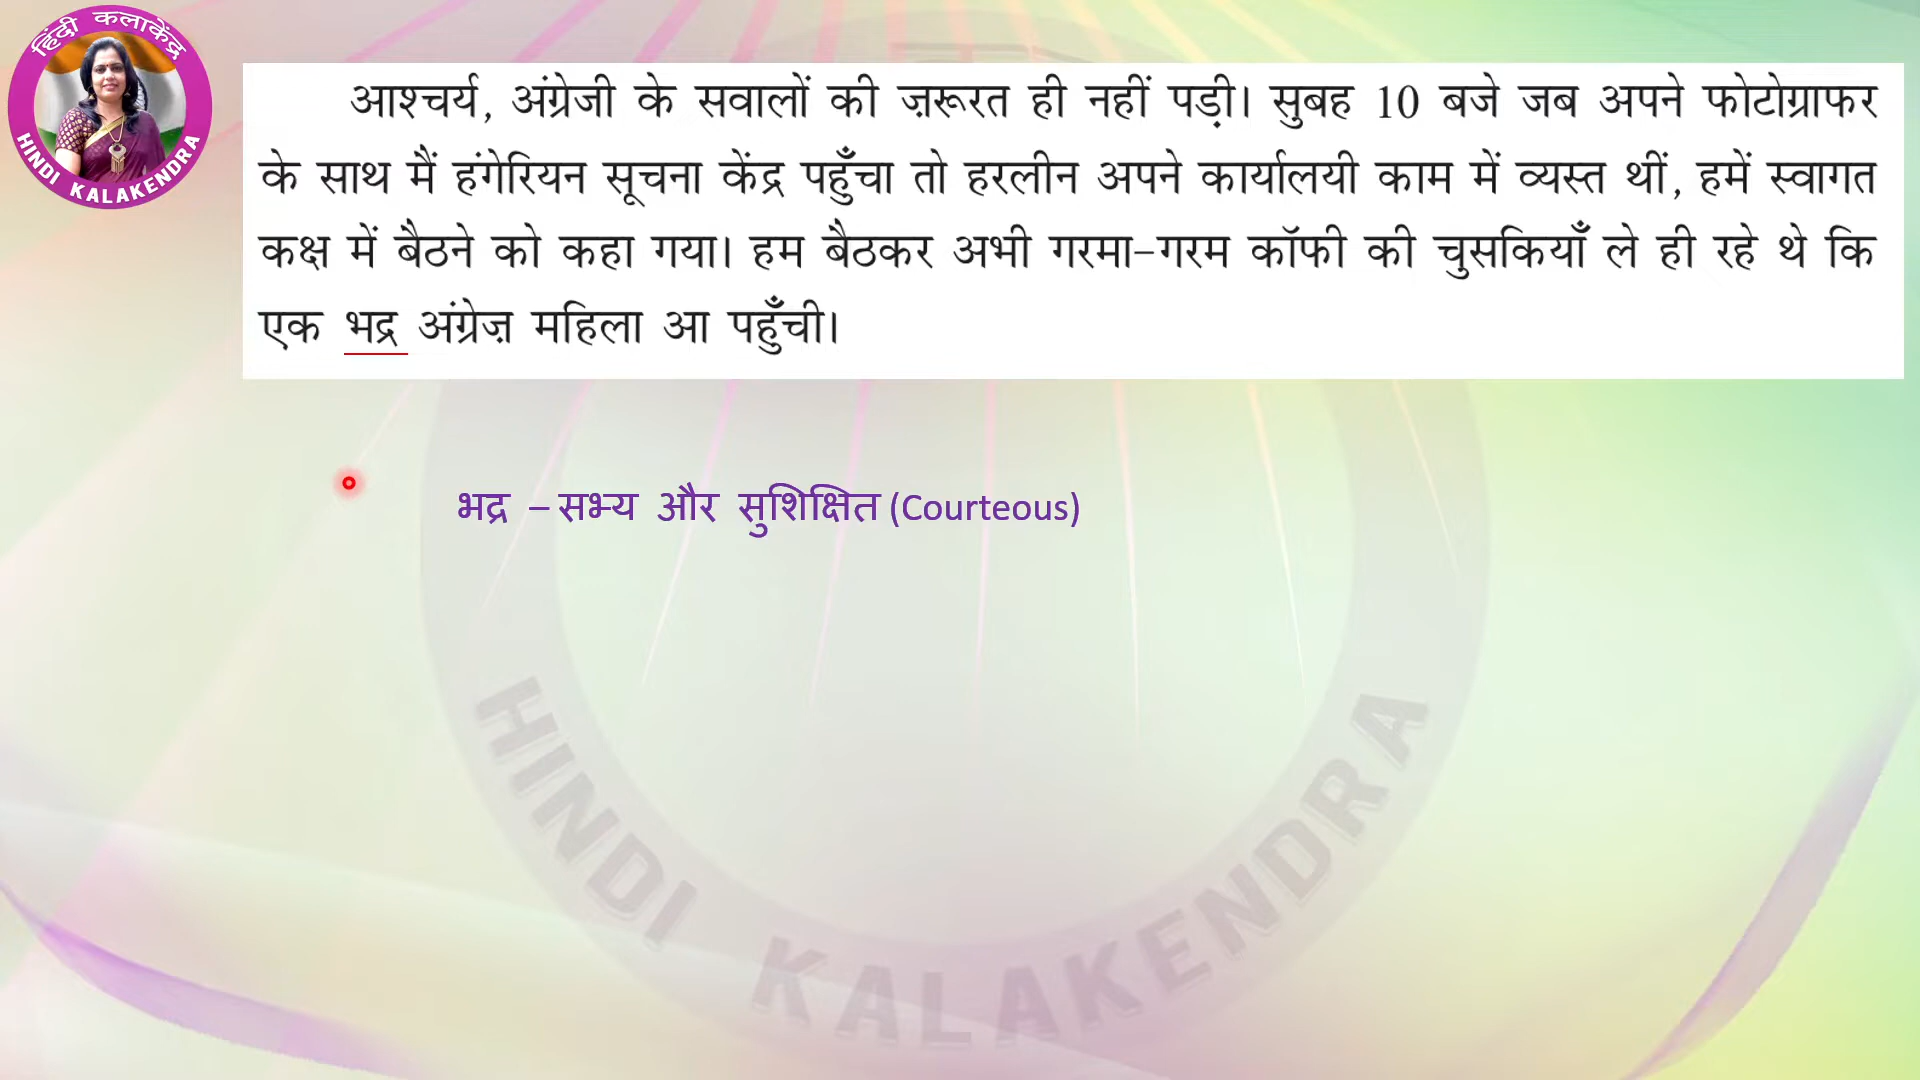 हिंदी कलाकेंद्र
HINDI KALAKENDRA
आश्चर्य, अंग्रेजी के सवालों की ज़रूरत ही नहीं पड़ी। सुबह 10 बजे जब अपने फोटोग्राफर
के साथ मैं हंगेरियन सूचना केंद्र पहुँचा तो हरलीन अपने कार्यालयी काम में व्यस्त थीं, हमें स्वागत
कक्ष में बैठने को कहा गया। हम बैठकर अभी गरमा-गरम कॉफी की चुसकियाँ ले ही रहे थे कि
एक भद्र अंग्रेज़ महिला आ पहुँची।
भद्र – सभ्य और सुशिक्षित (Courteous)
HINDI KALAKENDRA